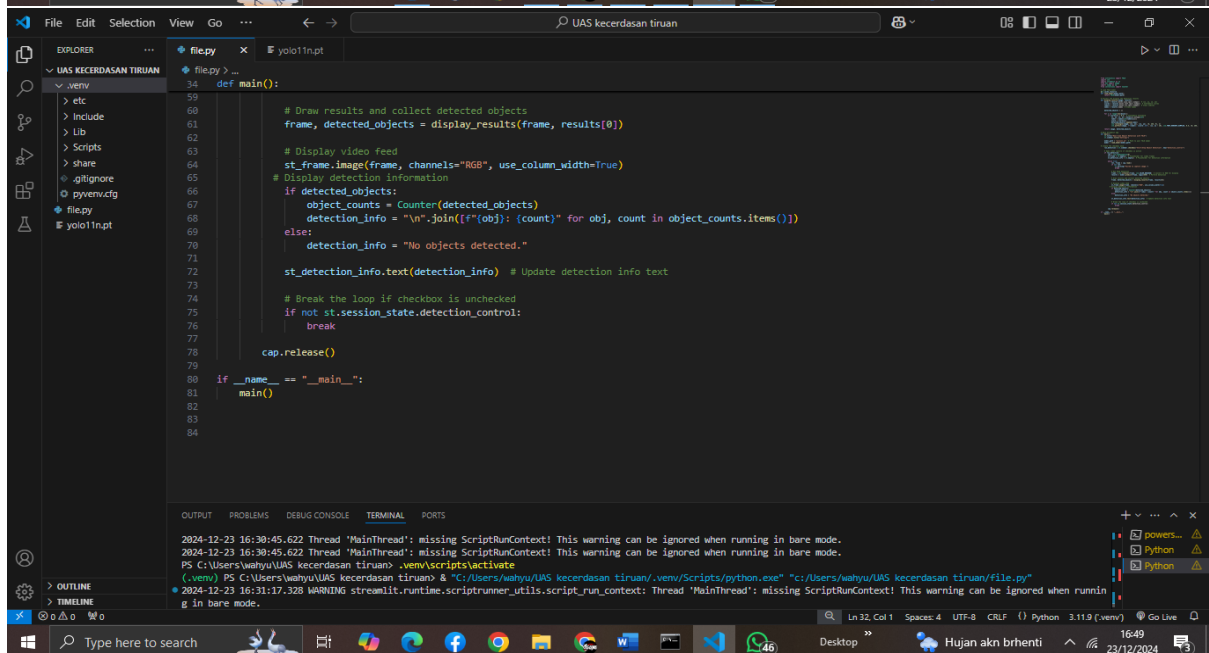 File Edit Selection View Go ··· UAS kecerdasan tiruan
EXPLORER ···
UAS KECERDASAN TIRUAN
.venv
etc
Include
Lib
Scripts
share
.gitignore
pyvenv.cfg
file.py
yolo11n.pt
OUTLINE
TIMELINE
file.py yolo11n.pt
file.py > ...
34 def main():
59
60 # Draw results and collect detected objects
61 frame, detected_objects = display_results(frame, results[0])
62
63 # Display video feed
64 st_frame.image(frame, channels="RGB", use_column_width=True)
65 # Display detection information
66 if detected_objects:
67 object_counts = Counter(detected_objects)
68 detection_info = "\n".join([f"{obj}: {count}" for obj, count in object_counts.items()])
69 else:
70 detection_info = "No objects detected."
71
72 st_detection_info.text(detection_info) # Update detection info text
73
74 # Break the loop if checkbox is unchecked
75 if not st.session_state.detection_control:
76 break
77
78 cap.release()
79
80 if __name__ == "__main__":
81 main()
82
83
84
OUTPUT PROBLEMS DEBUG CONSOLE TERMINAL PORTS
2024-12-23 16:30:45.622 Thread 'MainThread': missing ScriptRunContext! This warning can be ignored when running in bare mode.
2024-12-23 16:30:45.622 Thread 'MainThread': missing ScriptRunContext! This warning can be ignored when running in bare mode.
PS C:\Users\wahyu\UAS kecerdasan tiruan> .venv\scripts\activate
(.venv) PS C:\Users\wahyu\UAS kecerdasan tiruan> & "C:/Users/wahyu/UAS kecerdasan tiruan/.venv/Scripts/python.exe" "c:/Users/wahyu/UAS kecerdasan tiruan/file.py"
2024-12-23 16:31:17.328 WARNING streamlit.runtime.scriptrunner_utils.script_run_context: Thread 'MainThread': missing ScriptRunContext! This warning can be ignored when runnin
g in bare mode.
powers...
Python
Python
0 0 0 Ln 32, Col 1 Spaces: 4 UTF-8 CRLF {} Python 3.11.9 ('.venv') Go Live
Type here to search 46 Desktop Hujan akn brhenti 16:49
23/12/2024 3